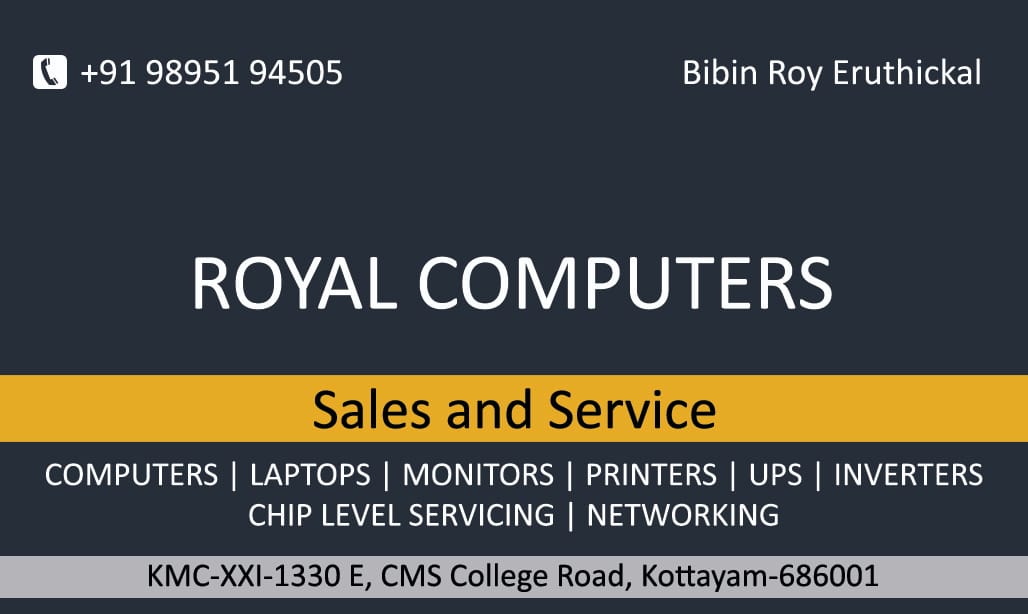 +91 98951 94505
Bibin Roy Eruthickal
ROYAL COMPUTERS
Sales and Service
COMPUTERS | LAPTOPS | MONITORS | PRINTERS | UPS | INVERTERS
CHIP LEVEL SERVICING | NETWORKING
KMC-XXI-1330 E, CMS College Road, Kottayam-686001